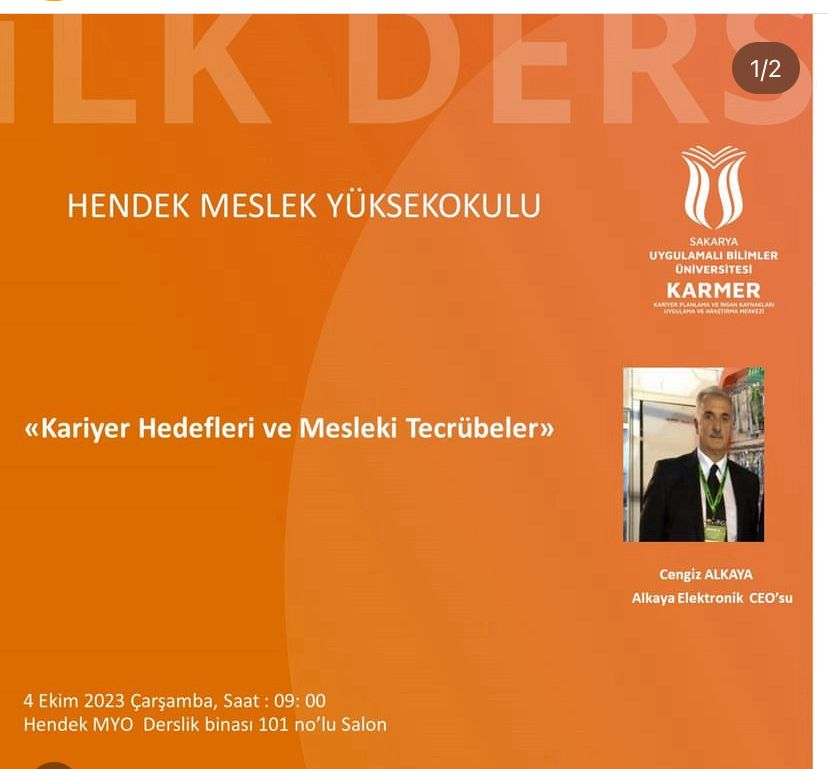 İLK DERS
1/2
HENDEK MESLEK YÜKSEKOKULU
SAKARYA
UYGULAMALI BİLİMLER
ÜNİVERSİTESİ
KARMER
KARİYER PLANLAMA VE İNSAN KAYNAKLARI
UYGULAMA VE ARAŞTIRMA MERKEZİ
«Kariyer Hedefleri ve Mesleki Tecrübeler»
Cengiz ALKAYA
Alkaya Elektronik CEO’su
4 Ekim 2023 Çarşamba, Saat : 09: 00
Hendek MYO Derslik binası 101 no’lu Salon